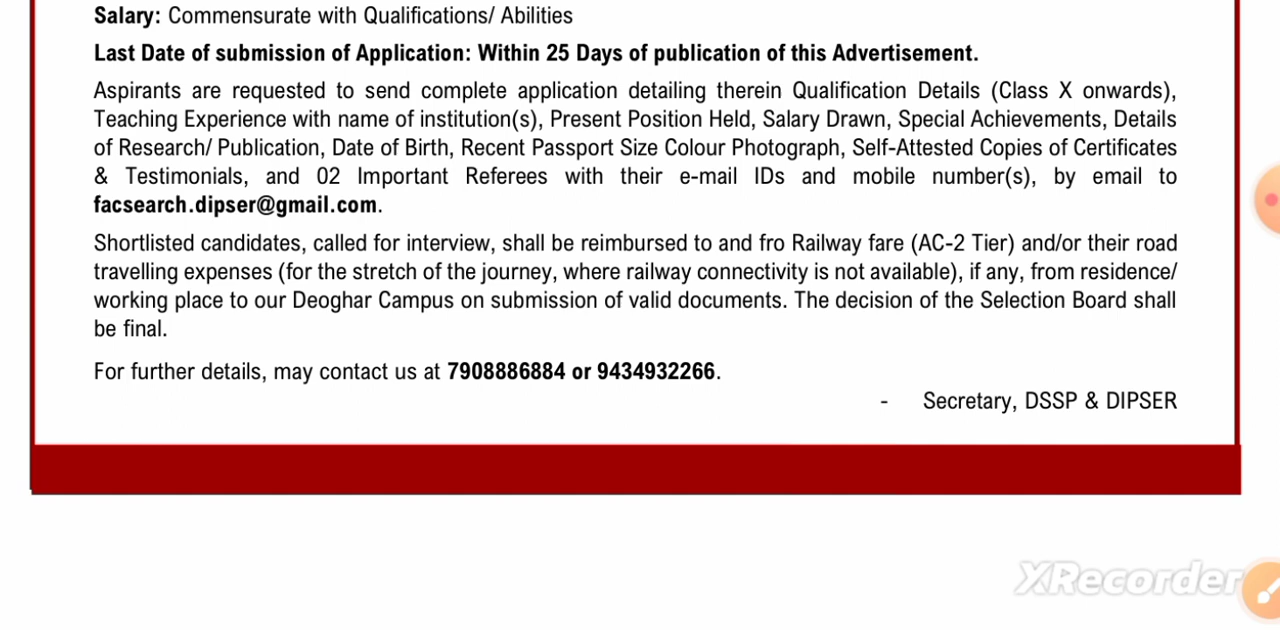 Salary: Commensurate with Qualifications/ Abilities
Last Date of submission of Application: Within 25 Days of publication of this Advertisement.
Aspirants are requested to send complete application detailing therein Qualification Details (Class X onwards),
Teaching Experience with name of institution(s), Present Position Held, Salary Drawn, Special Achievements, Details
of Research/ Publication, Date of Birth, Recent Passport Size Colour Photograph, Self-Attested Copies of Certificates
& Testimonials, and 02 Important Referees with their e-mail IDs and mobile number(s), by email to
facsearch.dipser@gmail.com.
Shortlisted candidates, called for interview, shall be reimbursed to and fro Railway fare (AC-2 Tier) and/or their road
travelling expenses (for the stretch of the journey, where railway connectivity is not available), if any, from residence/
working place to our Deoghar Campus on submission of valid documents. The decision of the Selection Board shall
be final.
For further details, may contact us at 7908886884 or 9434932266.
- Secretary, DSSP & DIPSER
XRecorder